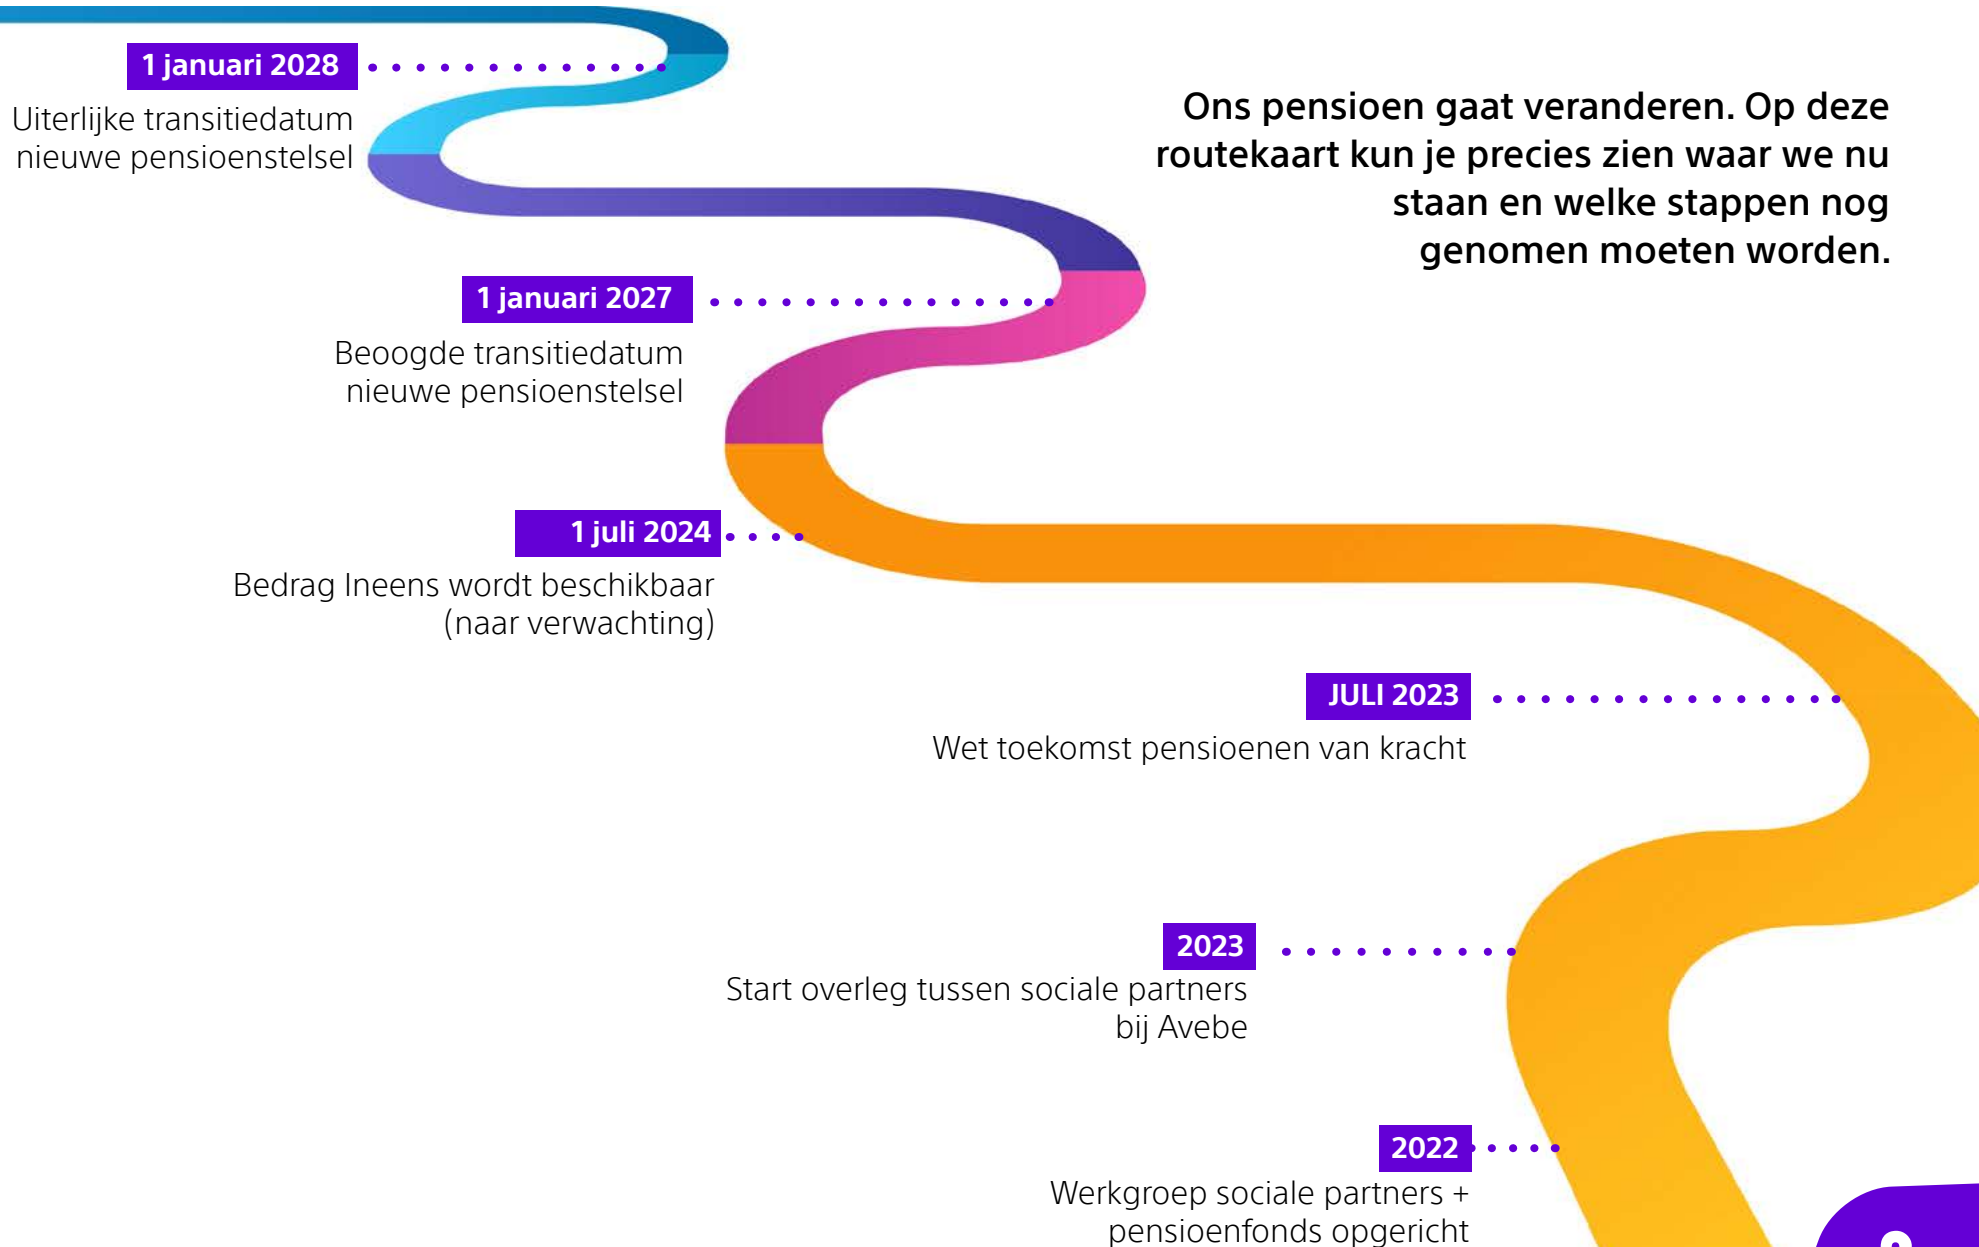 1 januari 2028
Uiterlijke transitiedatum
nieuwe pensioenstelsel
Ons pensioen gaat veranderen. Op deze
routekaart kun je precies zien waar we nu
staan en welke stappen nog
genomen moeten worden.
1 januari 2027
Beoogde transitiedatum
nieuwe pensioenstelsel
1 juli 2024
Bedrag Ineens wordt beschikbaar
(naar verwachting)
JULI 2023
Wet toekomst pensioenen van kracht
2023
Start overleg tussen sociale partners
bij Avebe
2022
Werkgroep sociale partners +
pensioenfonds opgericht